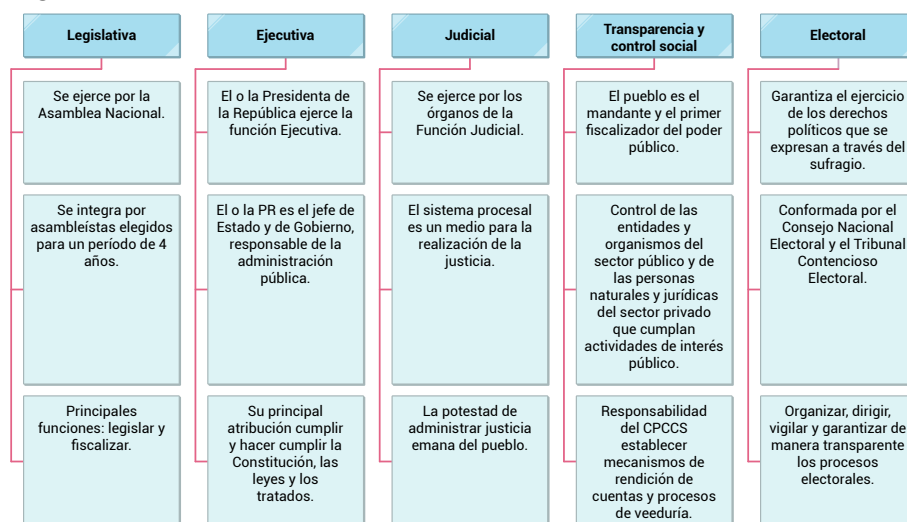 Legislativa
Se ejerce por la
Asamblea Nacional.
Se integra por
asambleístas elegidos
para un período de 4
años.
Principales
funciones: legislar y
fiscalizar.
Ejecutiva
El o la Presidenta de
la República ejerce la
función Ejecutiva.
El o la PR es el jefe de
Estado y de Gobierno,
responsable de la
administración
pública.
Su principal
atribución cumplir
y hacer cumplir la
Constitución, las
leyes y los
tratados.
Judicial
Se ejerce por los
órganos de la
Función Judicial.
El sistema procesal
es un medio para la
realización de la
justicia.
La potestad de
administrar justicia
emana del pueblo.
Transparencia y
control social
El pueblo es el
mandante y el primer
fiscalizador del poder
público.
Control de las
entidades y
organismos del
sector público y de
las personas
naturales y jurídicas
del sector privado
que cumplan
actividades de interés
público.
Responsabilidad
del CPCCS
establecer
mecanismos de
rendición de
cuentas y procesos
de veeduría.
Electoral
Garantiza el ejercicio
de los derechos
políticos que se
expresan a través del
sufragio.
Conformada por el
Consejo Nacional
Electoral y el Tribunal
Contencioso
Electoral.
Organizar, dirigir,
vigilar y garantizar de
manera transparente
los procesos
electorales.